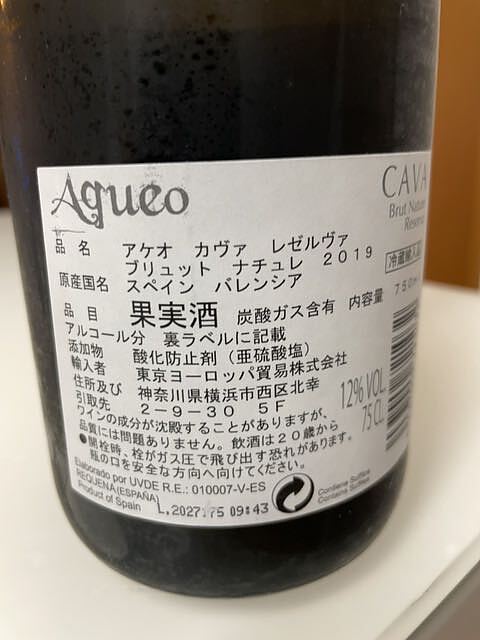 Aqueo
CAVA
Brut Nature
Reserva
品 名 アケオ カヴァ レゼルヴァ
ブリュット ナチュレ 2019
冷蔵輸入
原産国名 スペイン バレンシア
品目 果実酒 炭酸ガス含有 内容量 750ml
アルコール分 裏ラベルに記載
添加物 酸化防止剤(亜硫酸塩)
輸入者 東京ヨーロッパ貿易株式会社
住所及び 神奈川県横浜市西区北幸
引取先 2-9-30 5F
12% VOL.
75 CL.
ワインの成分が沈殿することがありますが、
品質には問題ありません。飲酒は20歳から
●開栓時、栓がガス圧で飛び出す恐れがあります。
瓶の口を安全な方向へ向けてください。
Elaborado por UVDE R.E.: 010007-V-ES
REQUENA (ESPAÑA)
Product of Spain
L,2027:75 09:43
Contiene Sulfitos
Contains Sulfites